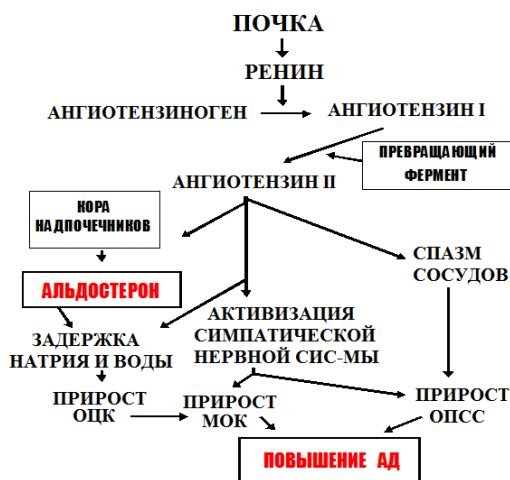 ПОЧКА
РЕНИН
АНГИОТЕНЗИНОГЕН
АНГИОТЕНЗИН I
ПРЕВРАЩАЮЩИЙ
ФЕРМЕНТ
АНГИОТЕНЗИН II
КОРА
НАДПОЧЕЧНИКОВ
СПАЗМ
СОСУДОВ
АЛЬДОСТЕРОН
АКТИВИЗАЦИЯ
СИМПАТИЧЕСКОЙ
НЕРВНОЙ СИС-МЫ
ЗАДЕРЖКА
НАТРИЯ И ВОДЫ
ПРИРОСТ
ОЦК
ПРИРОСТ
МОК
ПРИРОСТ
ОПСС
ПОВЫШЕНИЕ АД